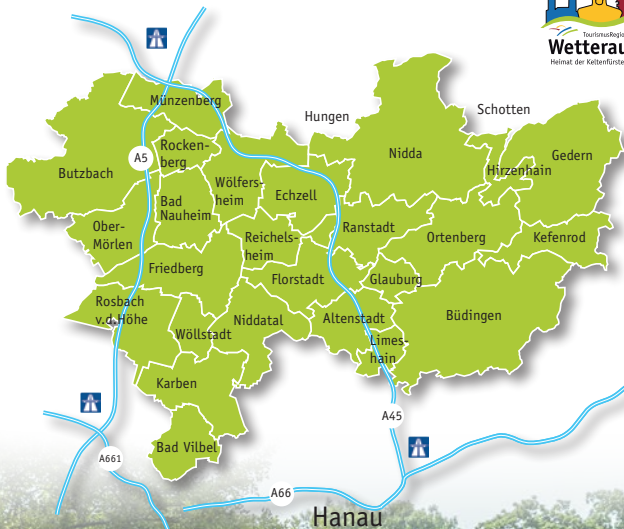 TourismusRegio
Wetterau
Heimat der Keltenfürste
Münzenberg
Hungen
Schotten
A5
Rocken-
berg
Nidda
Gedern
Butzbach
Hirzenhain
Wölfers-
heim
Echzell
Bad
Nauheim
Ober-
Mörlen
Ranstadt
Reichels-
heim
Ortenberg
Kefenrod
Friedberg
Florstadt
Glauburg
Rosbach
v.d.Höhe
Wöllstadt
Niddatal
Altenstadt
Büdingen
Limes-
hain
Karben
A45
Bad Vilbel
A661
A66
Hanau